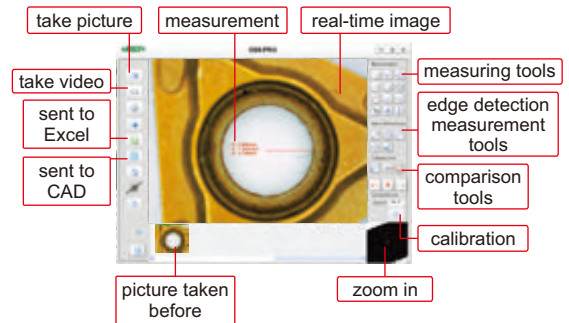 take picture
measurement
real-time image
take video
measuring tools
sent to
Excel
edge detection
measurement
tools
sent to
CAD
comparison
tools
calibration
picture taken
before
zoom in